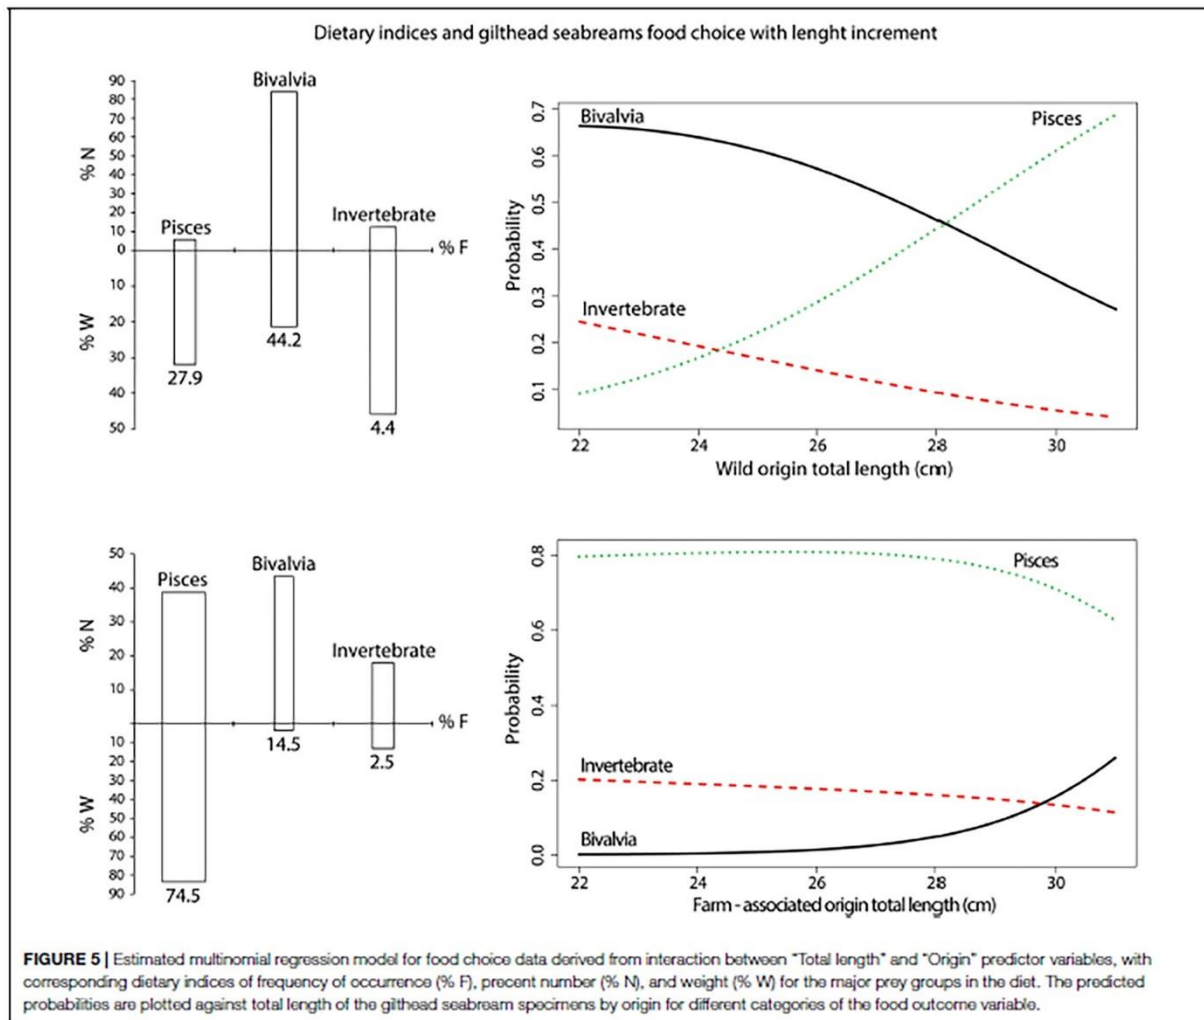 Dietary indices and gilthead seabreams food choice with lenght increment
90
80
70
60
50
40
30
20
10
0
10
20
30
40
50
% N
% W
Pisces
Bivalvia
Invertebrate
% F
27.9
44.2
4.4
0.7
0.6
0.5
0.4
0.3
0.2
0.1
Probability
Bivalvia
Pisces
Invertebrate
22 24 26 28 30
Wild origin total length (cm)
50
40
30
20
10
10
20
30
40
50
60
70
80
90
% N
% W
Pisces
Bivalvia
Invertebrate
% F
74.5
14.5
2.5
0.8
0.6
0.4
0.2
0.0
Probability
Pisces
Invertebrate
Bivalvia
22 24 26 28 30
Farm - associated origin total length (cm)
FIGURE 5 | Estimated multinomial regression model for food choice data derived from interaction between "Total length" and "Origin" predictor variables, with
corresponding dietary indices of frequency of occurrence (% F), precent number (% N), and weight (% W) for the major prey groups in the diet. The predicted
probabilities are plotted against total length of the gilthead seabream specimens by origin for different categories of the food outcome variable.